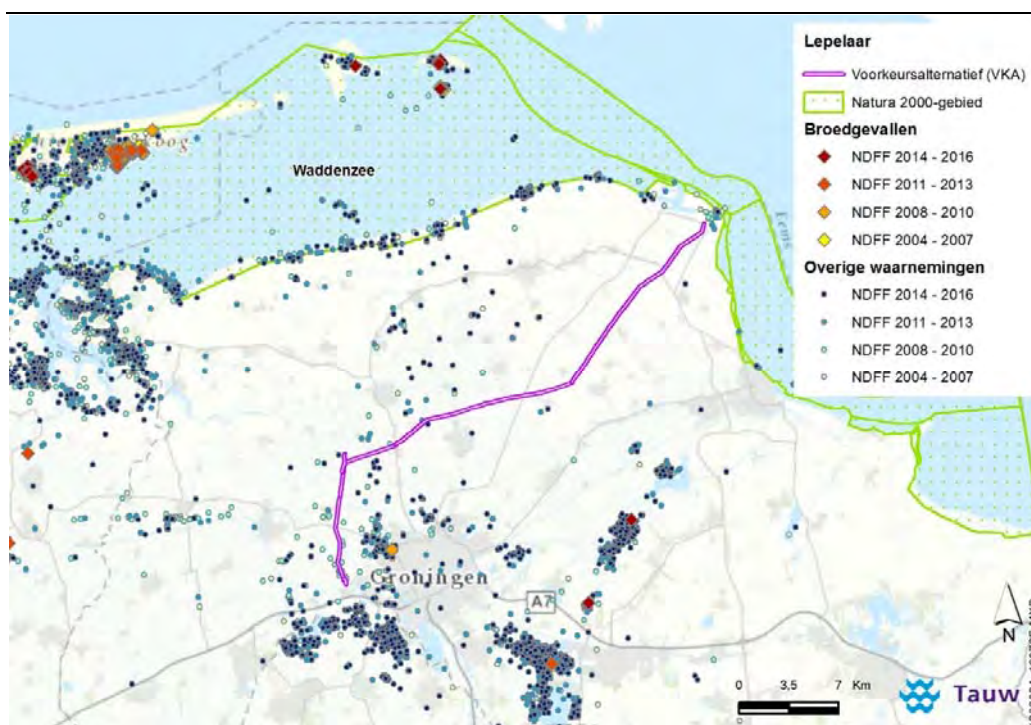 Lepelaar
Voorkeursalternatief (VKA)
Natura 2000-gebied
Broedgevallen
NDFF 2014 - 2016
NDFF 2011 - 2013
NDFF 2008 - 2010
NDFF 2004 - 2007
Overige waarnemingen
NDFF 2014 - 2016
NDFF 2011 - 2013
NDFF 2008 - 2010
NDFF 2004 - 2007
Waddenzee
Eems
Groningen
A7
N
0 3,5 7 Km
Tauw